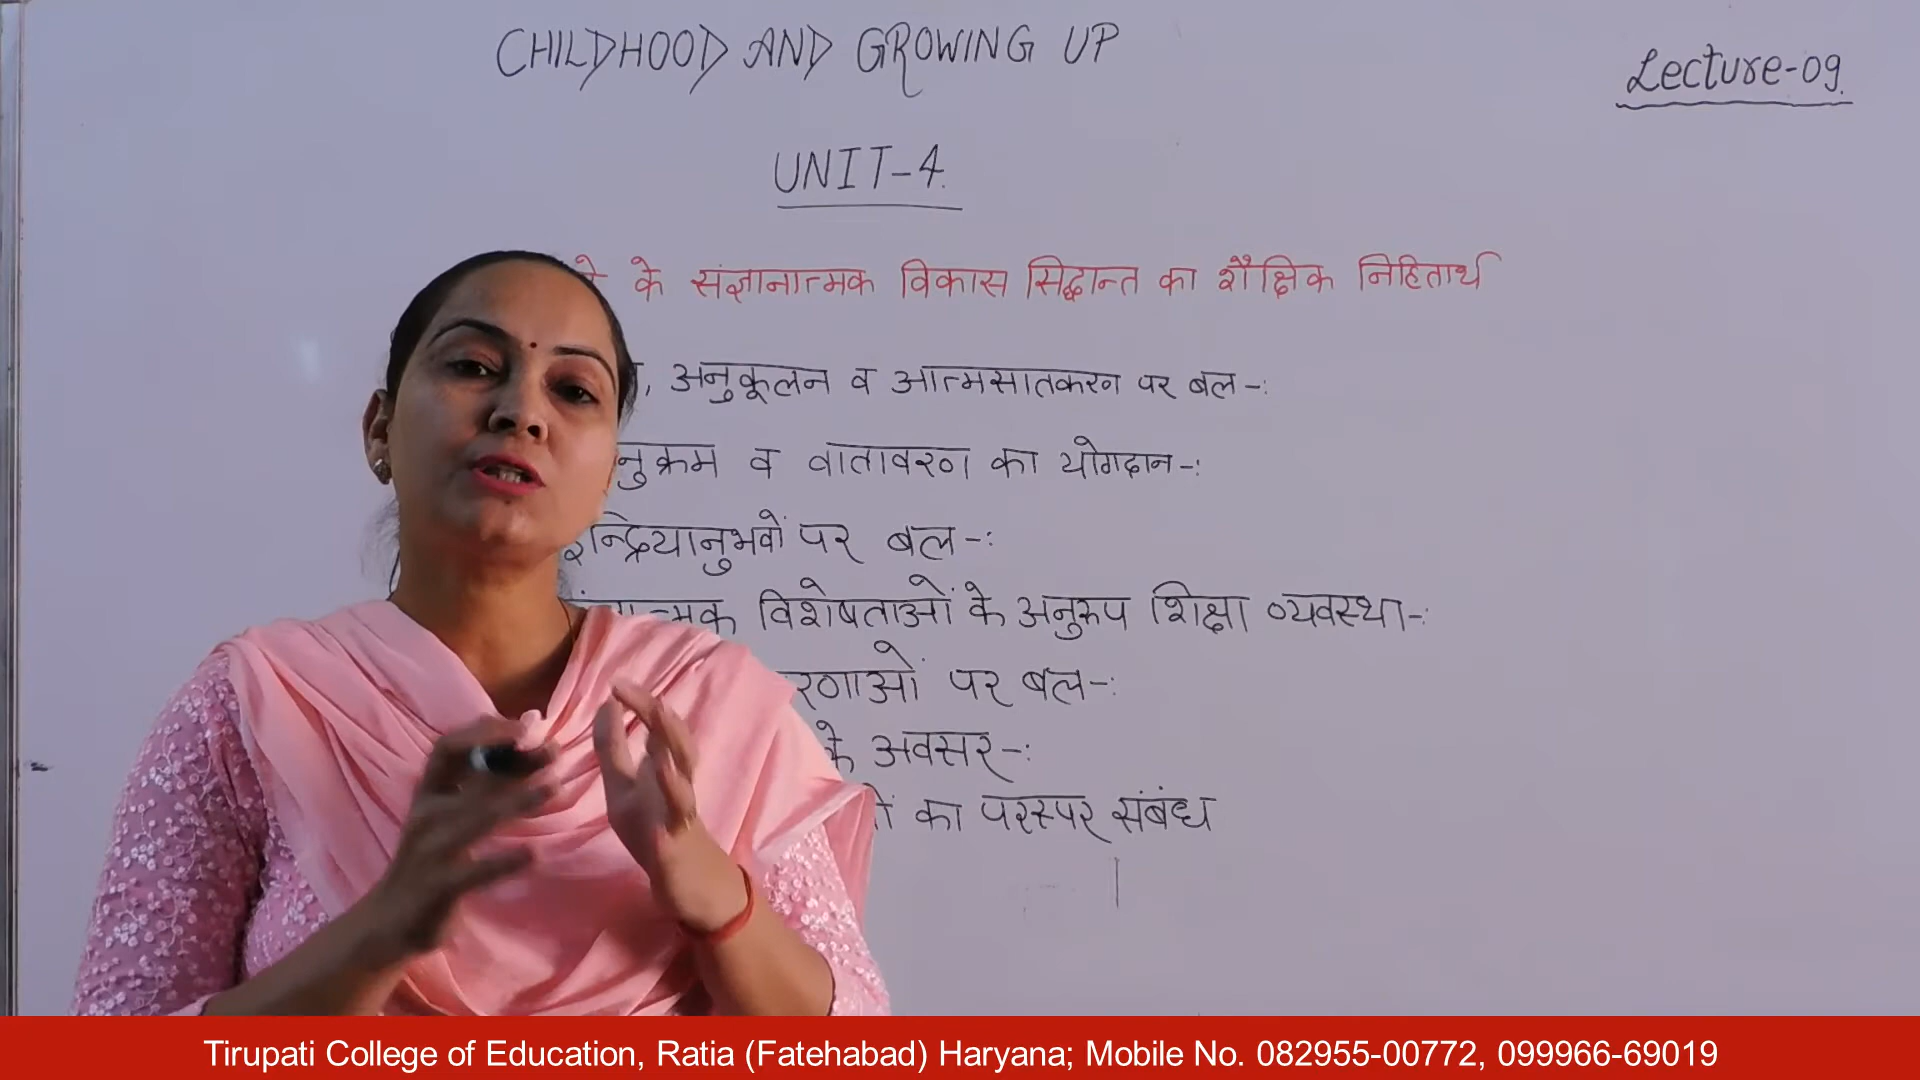 CHILDHOOD AND GROWING UP
Lecture-09.
UNIT-4.
के संज्ञानात्मक विकास सिद्धान्त का शैक्षिक निहितार्थ
, अनुकूलन व आत्मसातकरण पर बल-:
व वातावरण का योगदान-:
इन्द्रियानुभवों पर बल-:
विशेषताओं के अनुरूप शिक्षा व्यवस्था-:
पर बल-:
के अवसर-:
का परस्पर संबंध
Tirupati College of Education, Ratia (Fatehabad) Haryana; Mobile No. 082955-00772, 099966-69019